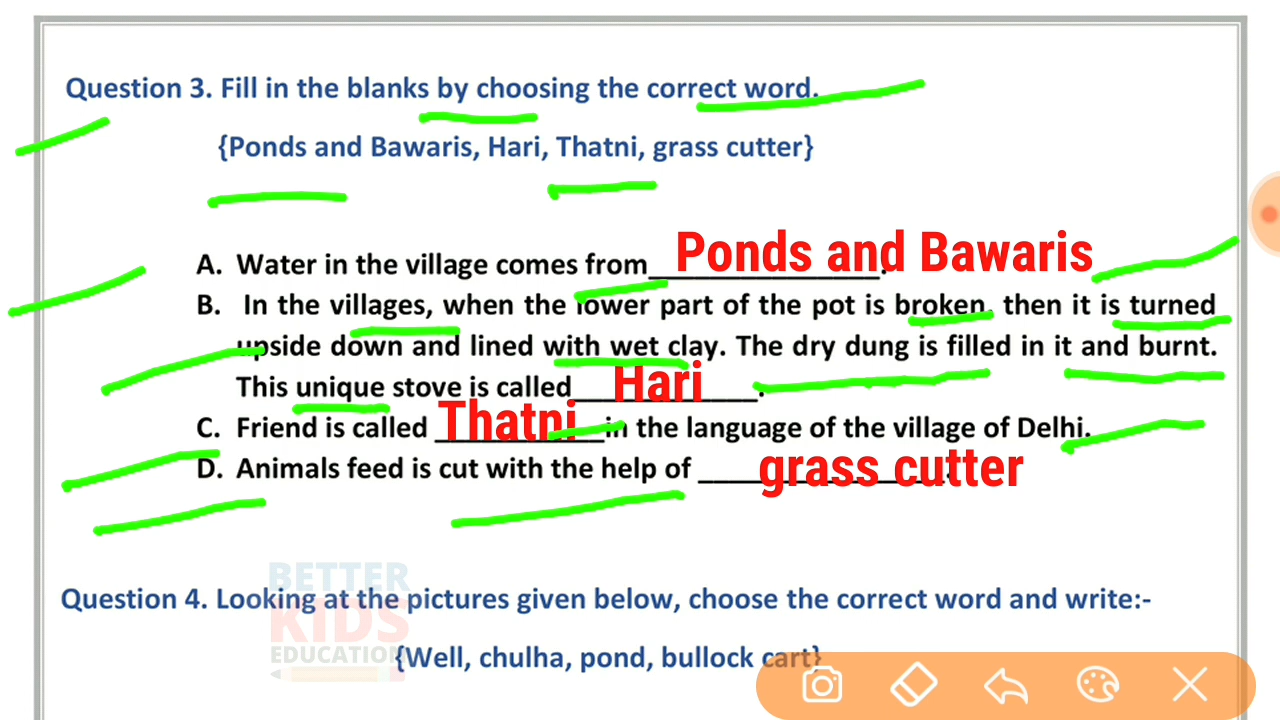 Question 3. Fill in the blanks by choosing the correct word.
{Ponds and Bawaris, Hari, Thatni, grass cutter}
A. Water in the village comes from Ponds and Bawaris.
B. In the villages, when the lower part of the pot is broken, then it is turned
upside down and lined with wet clay. The dry dung is filled in it and burnt.
This unique stove is called Hari.
C. Friend is called Thatni in the language of the village of Delhi.
D. Animals feed is cut with the help of grass cutter.
BETTER
KIDS
EDUCATION
Question 4. Looking at the pictures given below, choose the correct word and write:-
{Well, chulha, pond, bullock cart}